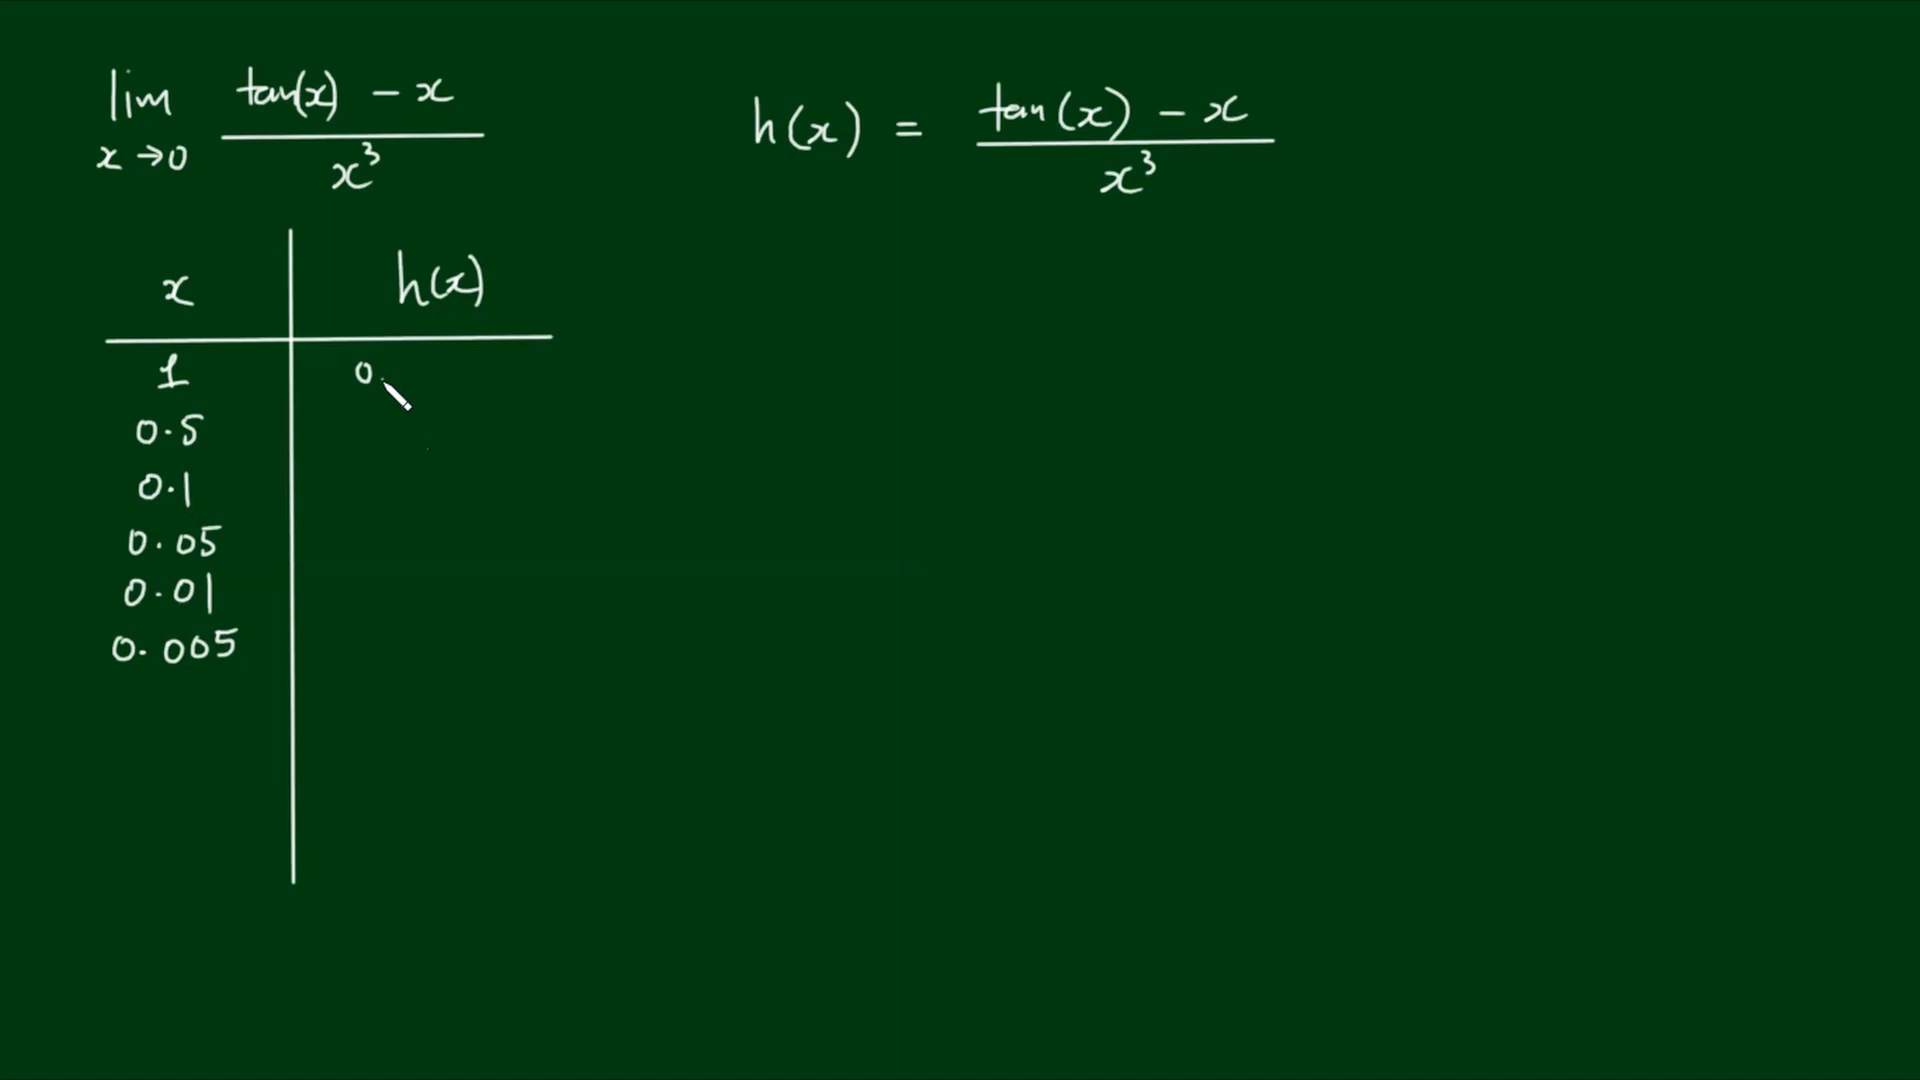 lim x→0 (tan(x) - x)/x³
h(x) = (tan(x) - x)/x³
x h(x)
1 0.
0.5
0.1
0.05
0.01
0.005